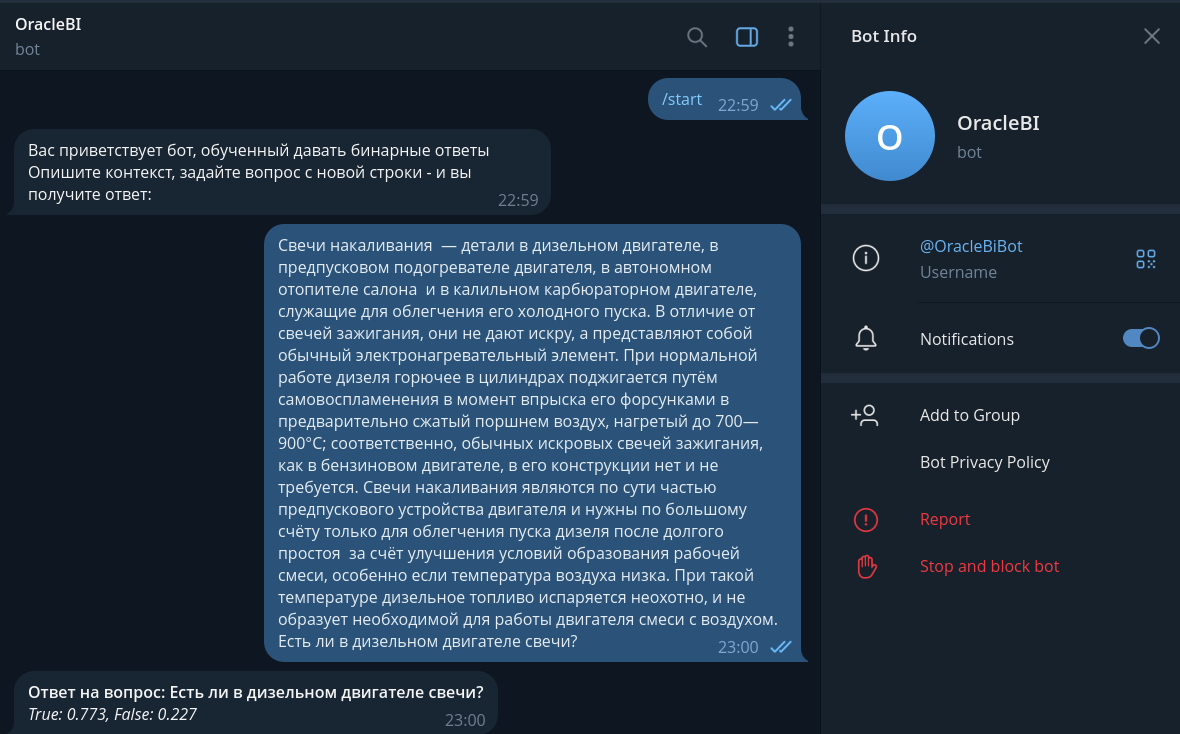 OracleBI
bot
/start 22:59
Вас приветствует бот, обученный давать бинарные ответы
Опишите контекст, задайте вопрос с новой строки - и вы
получите ответ:
22:59
Свечи накаливания — детали в дизельном двигателе, в
предпусковом подогревателе двигателя, в автономном
отопителе салона и в калильном карбюраторном двигателе,
служащие для облегчения его холодного пуска. В отличие от
свечей зажигания, они не дают искру, а представляют собой
обычный электронагревательный элемент. При нормальной
работе дизеля горючее в цилиндрах поджигается путём
самовоспламенения в момент впрыска его форсунками в
предварительно сжатый поршнем воздух, нагретый до 700—
900°C; соответственно, обычных искровых свечей зажигания,
как в бензиновом двигателе, в его конструкции нет и не
требуется. Свечи накаливания являются по сути частью
предпускового устройства двигателя и нужны по большому
счёту только для облегчения пуска дизеля после долгого
простоя за счёт улучшения условий образования рабочей
смеси, особенно если температура воздуха низка. При такой
температуре дизельное топливо испаряется неохотно, и не
образует необходимой для работы двигателя смеси с воздухом.
Есть ли в дизельном двигателе свечи?
23:00
Ответ на вопрос: Есть ли в дизельном двигателе свечи?
True: 0.773, False: 0.227
23:00
Bot Info
O
OracleBI
bot
@OracleBiBot
Username
Notifications
Add to Group
Bot Privacy Policy
Report
Stop and block bot